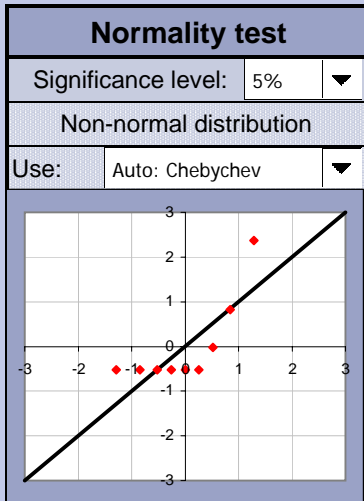 Normality test
Significance level: 5%
Non-normal distribution
Use: Auto: Chebychev
3
2
1
0
-3 -2 -1 0 1 2 3
-1
-2
-3